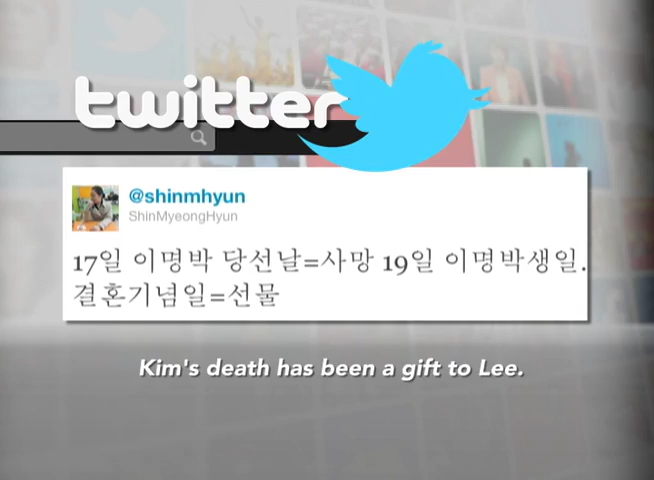 twitter
@shinmhyun
ShinMyeongHyun
17일 이명박 당선날=사망 19일 이명박생일.
결혼기념일=선물
Kim's death has been a gift to Lee.